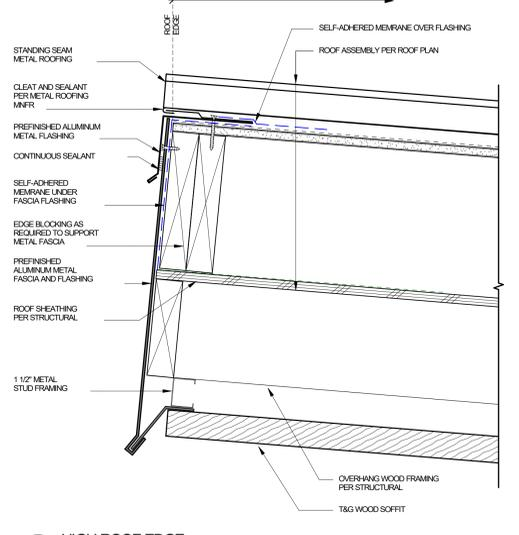 ROOF
EDGE
SELF-ADHERED MEMRANE OVER FLASHING
ROOF ASSEMBLY PER ROOF PLAN
STANDING SEAM
METAL ROOFING
CLEAT AND SEALANT
PER METAL ROOFING
MNFR
PREFINISHED ALUMINUM
METAL FLASHING
CONTINUOUS SEALANT
SELF-ADHERED
MEMRANE UNDER
FASCIA FLASHING
EDGE BLOCKING AS
REQUIRED TO SUPPORT
METAL FASCIA
PREFINISHED
ALUMINUM METAL
FASCIA AND FLASHING
ROOF SHEATHING
PER STRUCTURAL
1 1/2" METAL
STUD FRAMING
OVERHANG WOOD FRAMING
PER STRUCTURAL
T&G WOOD SOFFIT
HIGH ROOF EDGE